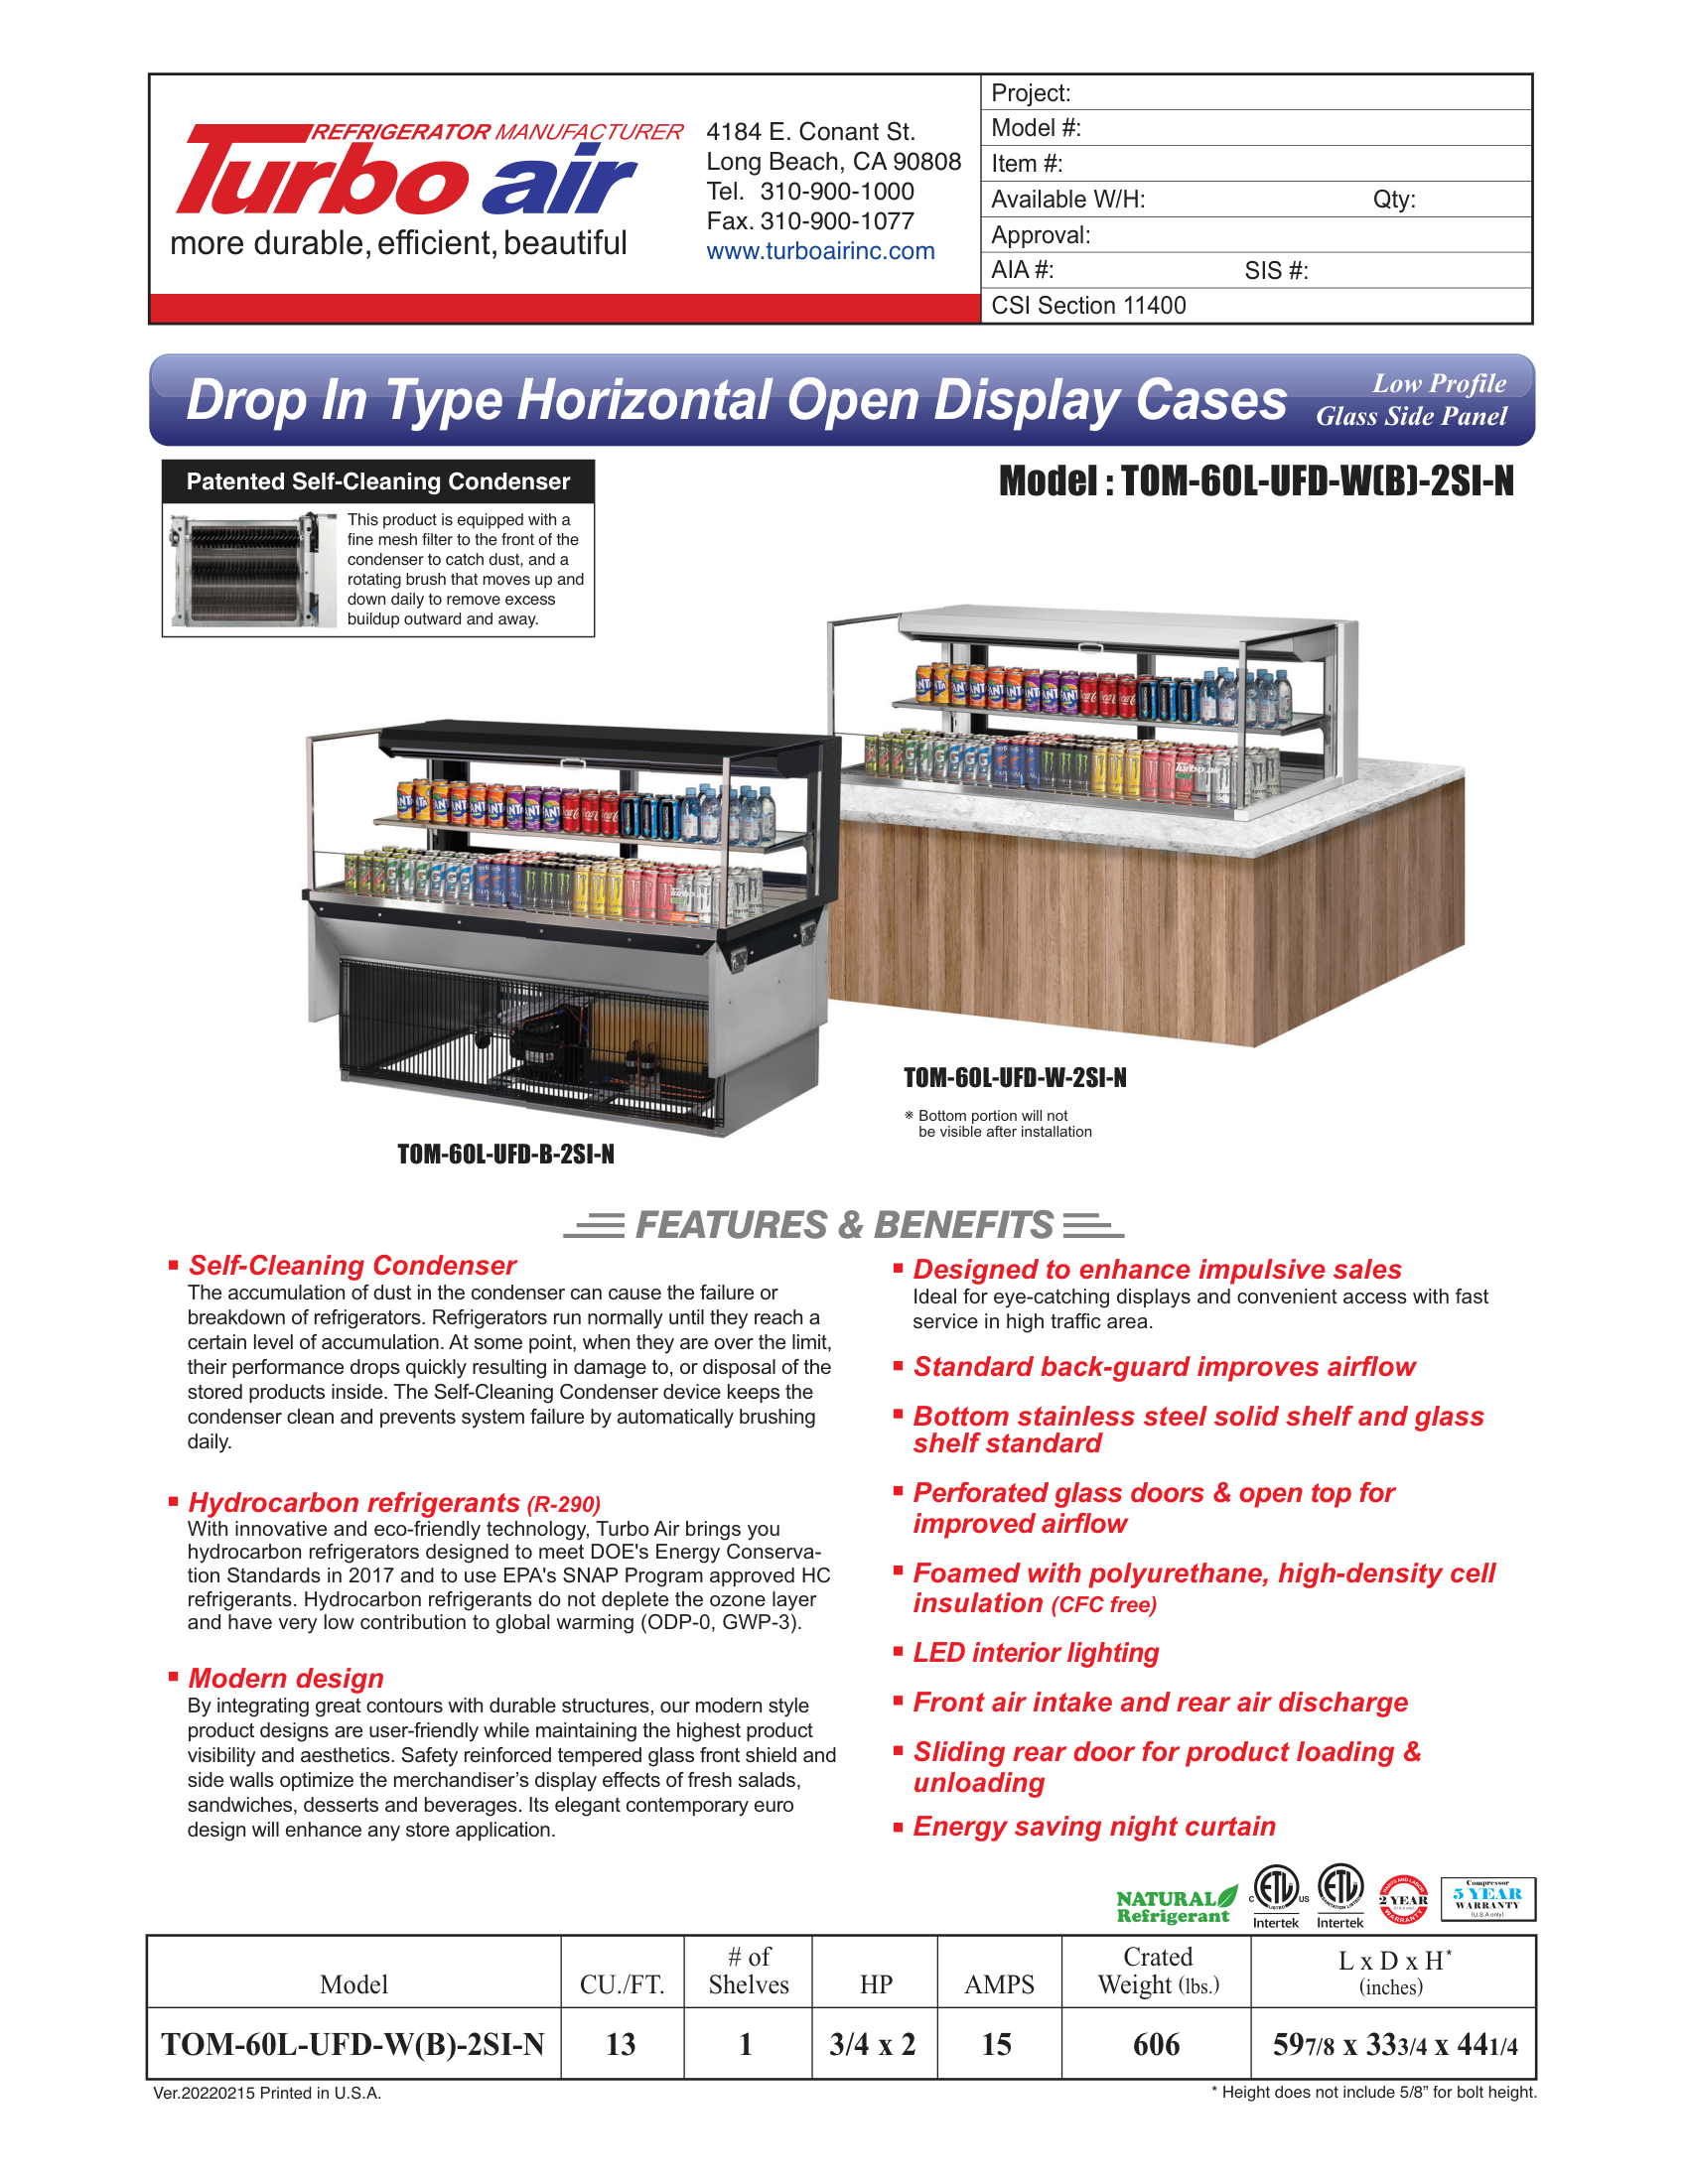 REFRIGERATOR MANUFACTURER
Turbo air
more durable, efficient, beautiful
4184 E. Conant St.
Long Beach, CA 90808
Tel. 310-900-1000
Fax. 310-900-1077
www.turboairinc.com
Project:
Model #:
Item #:
Available W/H: Qty:
Approval:
AIA #: SIS #:
CSI Section 11400
Drop In Type Horizontal Open Display Cases
Low Profile
Glass Side Panel
Patented Self-Cleaning Condenser
This product is equipped with a
fine mesh filter to the front of the
condenser to catch dust, and a
rotating brush that moves up and
down daily to remove excess
buildup outward and away.
Model : TOM-60L-UFD-W(B)-2SI-N
TOM-60L-UFD-W-2SI-N
※ Bottom portion will not
be visible after installation
TOM-60L-UFD-B-2SI-N
FEATURES & BENEFITS
▪ Self-Cleaning Condenser
The accumulation of dust in the condenser can cause the failure or
breakdown of refrigerators. Refrigerators run normally until they reach a
certain level of accumulation. At some point, when they are over the limit,
their performance drops quickly resulting in damage to, or disposal of the
stored products inside. The Self-Cleaning Condenser device keeps the
condenser clean and prevents system failure by automatically brushing
daily.
▪ Hydrocarbon refrigerants (R-290)
With innovative and eco-friendly technology, Turbo Air brings you
hydrocarbon refrigerators designed to meet DOE's Energy Conserva-
tion Standards in 2017 and to use EPA's SNAP Program approved HC
refrigerants. Hydrocarbon refrigerants do not deplete the ozone layer
and have very low contribution to global warming (ODP-0, GWP-3).
▪ Modern design
By integrating great contours with durable structures, our modern style
product designs are user-friendly while maintaining the highest product
visibility and aesthetics. Safety reinforced tempered glass front shield and
side walls optimize the merchandiser’s display effects of fresh salads,
sandwiches, desserts and beverages. Its elegant contemporary euro
design will enhance any store application.
▪ Designed to enhance impulsive sales
Ideal for eye-catching displays and convenient access with fast
service in high traffic area.
▪ Standard back-guard improves airflow
▪ Bottom stainless steel solid shelf and glass
shelf standard
▪ Perforated glass doors & open top for
improved airflow
▪ Foamed with polyurethane, high-density cell
insulation (CFC free)
▪ LED interior lighting
▪ Front air intake and rear air discharge
▪ Sliding rear door for product loading &
unloading
▪ Energy saving night curtain
NATURAL
Refrigerant
C ETL US
LISTED
Intertek
ETL
SANITATION LISTED
Intertek
PARTS AND LABOR
2 YEAR
(U.S.A only)
WARRANTY
Compressor
5 YEAR
WARRANTY
(U.S.A only)
Model CU./FT. # of Shelves HP AMPS Crated Weight (lbs.) L x D x H* (inches)
TOM-60L-UFD-W(B)-2SI-N 13 1 3/4 x 2 15 606 597/8 x 333/4 x 441/4
Ver.20220215 Printed in U.S.A.
* Height does not include 5/8” for bolt height.